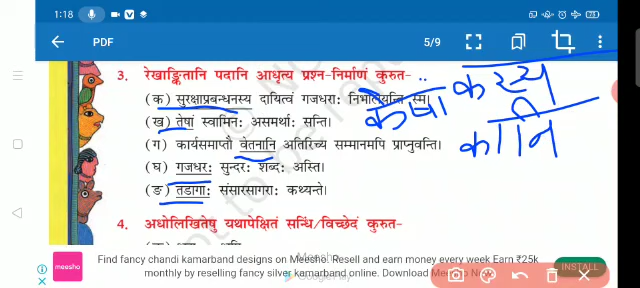 1:18
73
PDF
5/9
3. रेखाङ्कितानि पदानि आधृत्य प्रश्न-निर्माणं कुरुत-
(क) सुरक्षाप्रबन्धनस्य दायित्वं गजधराः निभालयन्ति स्म।
कस्य
(ख) तेषां स्वामिनः असमर्थाः सन्ति।
केषा
(ग) कार्यसमाप्तौ वेतनानि अतिरिच्य सम्मानमपि प्राप्नुवन्ति।
कानि
(घ) गजधरः सुन्दरः शब्दः अस्ति।
(ङ) तडागाः संसारसागराः कथ्यन्ते।
4. अधोलिखितेषु यथापेक्षितं सन्धिं/विच्छेदं कुरुत-
meesho
Find fancy chandi kamarband designs on Meesho. Resell and earn money every week Earn ₹25k
monthly by reselling fancy silver kamarband online. Download Meesho Now!
INSTALL